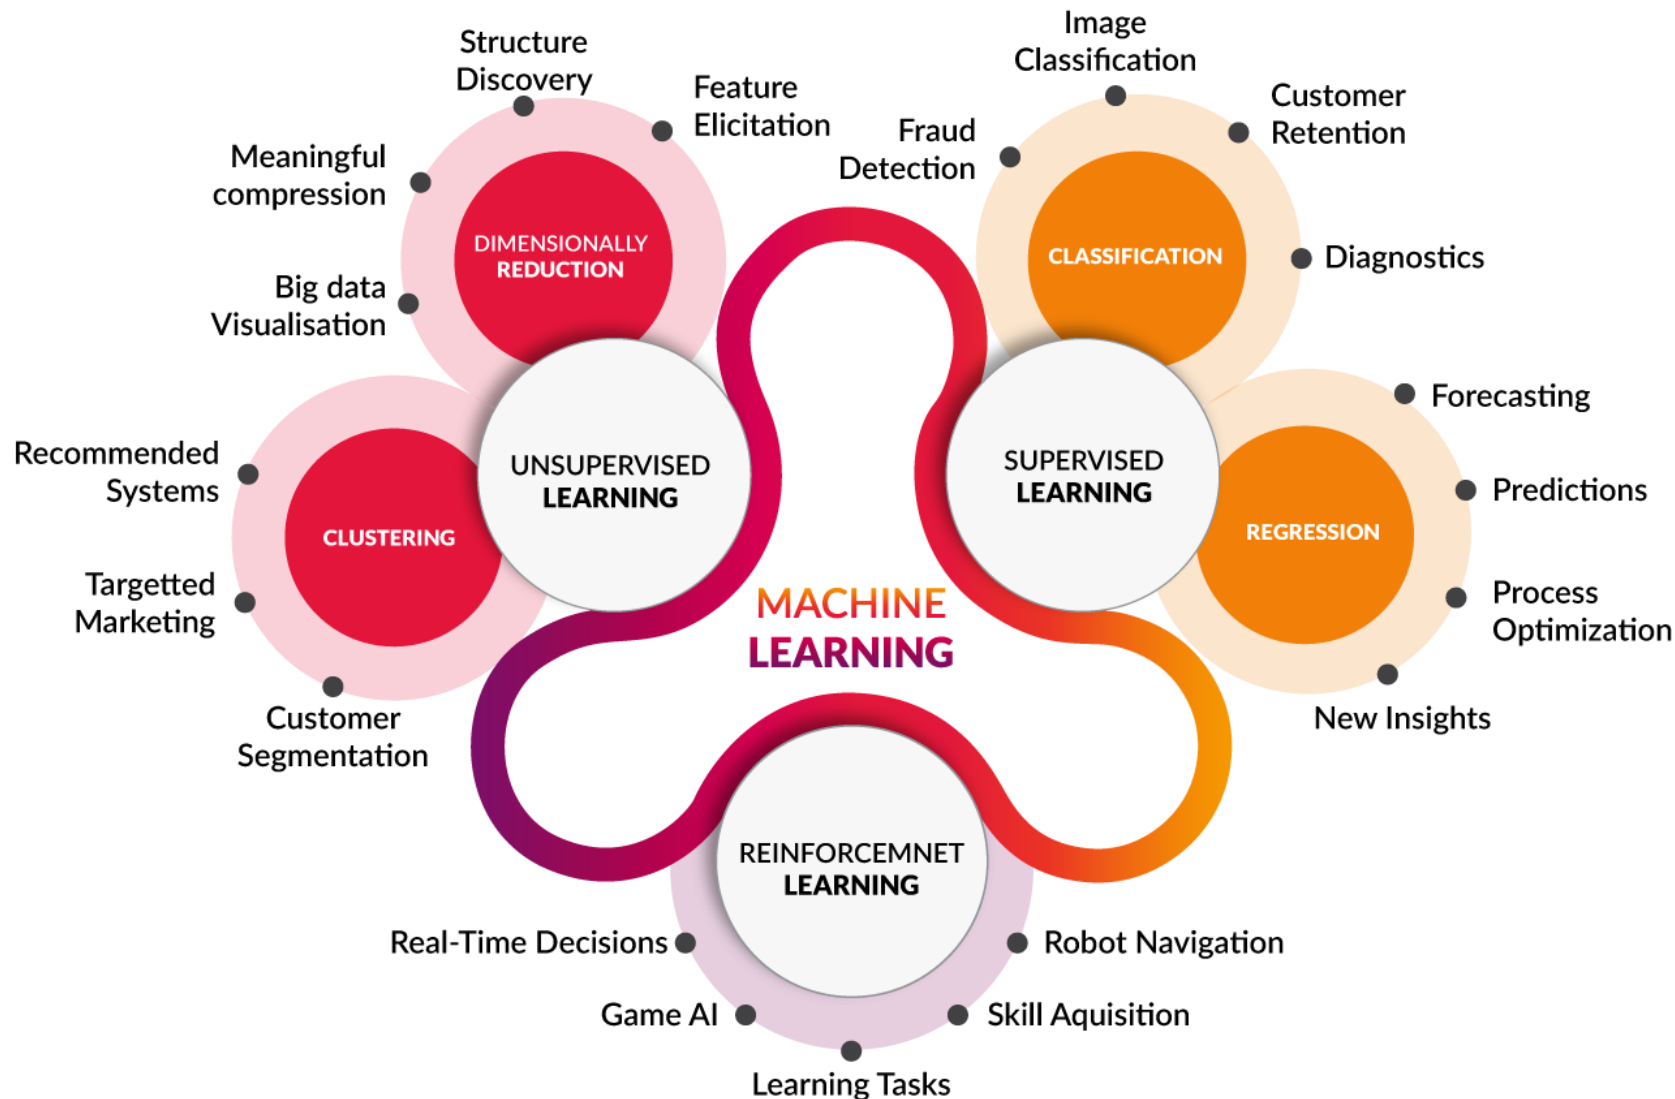 Structure
Discovery
Feature
Elicitation
Meaningful
compression
Big data
Visualisation
DIMENSIONALLY
REDUCTION
Recommended
Systems
Targetted
Marketing
Customer
Segmentation
CLUSTERING
UNSUPERVISED
LEARNING
Image
Classification
Customer
Retention
Fraud
Detection
Diagnostics
CLASSIFICATION
SUPERVISED
LEARNING
Forecasting
Predictions
Process
Optimization
New Insights
REGRESSION
MACHINE
LEARNING
REINFORCEMNET
LEARNING
Real-Time Decisions
Game AI
Learning Tasks
Skill Aquisition
Robot Navigation